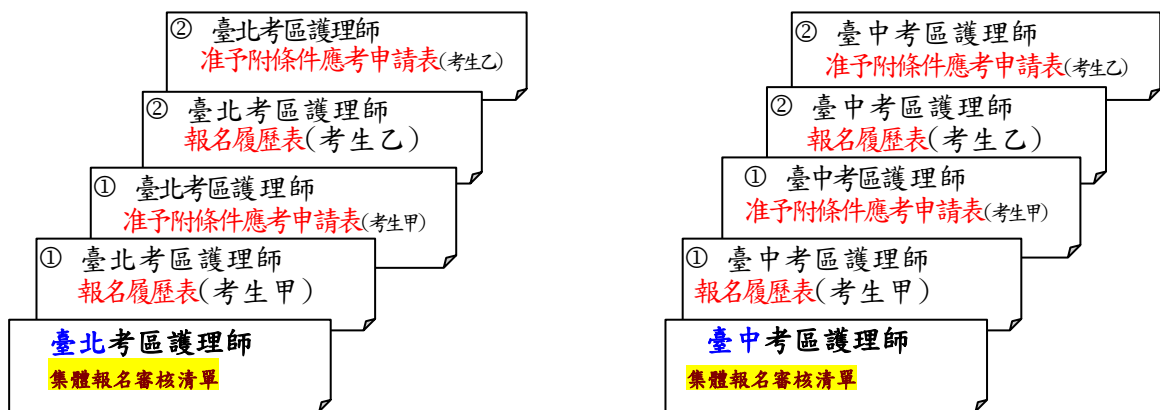 ② 臺北考區護理師
准予附條件應考申請表(考生乙)
② 臺北考區護理師
報名履歷表(考生乙)
① 臺北考區護理師
准予附條件應考申請表(考生甲)
① 臺北考區護理師
報名履歷表(考生甲)
臺北考區護理師
集體報名審核清單
② 臺中考區護理師
准予附條件應考申請表(考生乙)
② 臺中考區護理師
報名履歷表(考生乙)
① 臺中考區護理師
准予附條件應考申請表(考生甲)
① 臺中考區護理師
報名履歷表(考生甲)
臺中考區護理師
集體報名審核清單